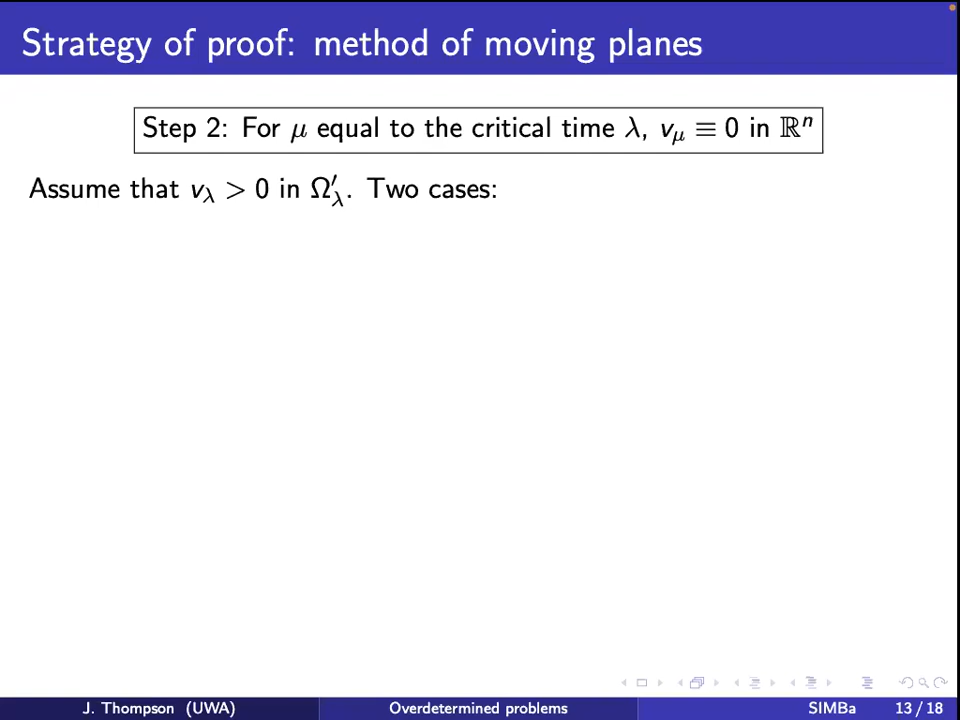 Strategy of proof: method of moving planes
Step 2: For μ equal to the critical time λ, v_μ ≡ 0 in ℝⁿ
Assume that v_λ > 0 in Ω′_λ. Two cases:
J. Thompson (UWA) Overdetermined problems SIMBa 13 / 18